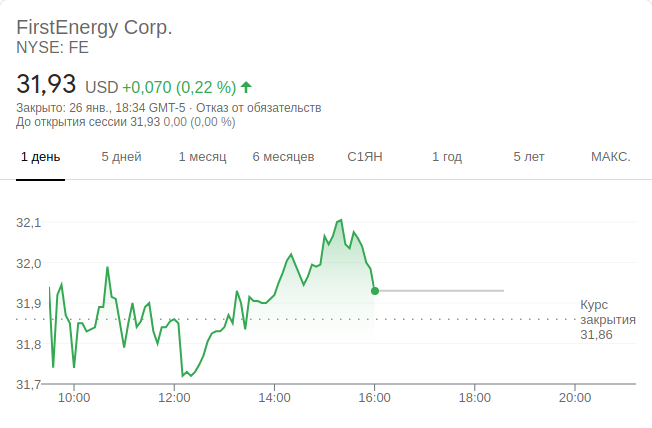 FirstEnergy Corp.
NYSE: FE
31,93 USD +0,070 (0,22 %)
Закрыто: 26 янв., 18:34 GMT-5 · Отказ от обязательств
До открытия сессии 31,93 0,00 (0,00 %)
1 день 5 дней 1 месяц 6 месяцев С1ЯН 1 год 5 лет МАКС.
32,1
32,0
31,9
Курс
закрытия
31,86
31,8
31,7
10:00 12:00 14:00 16:00 18:00 20:00